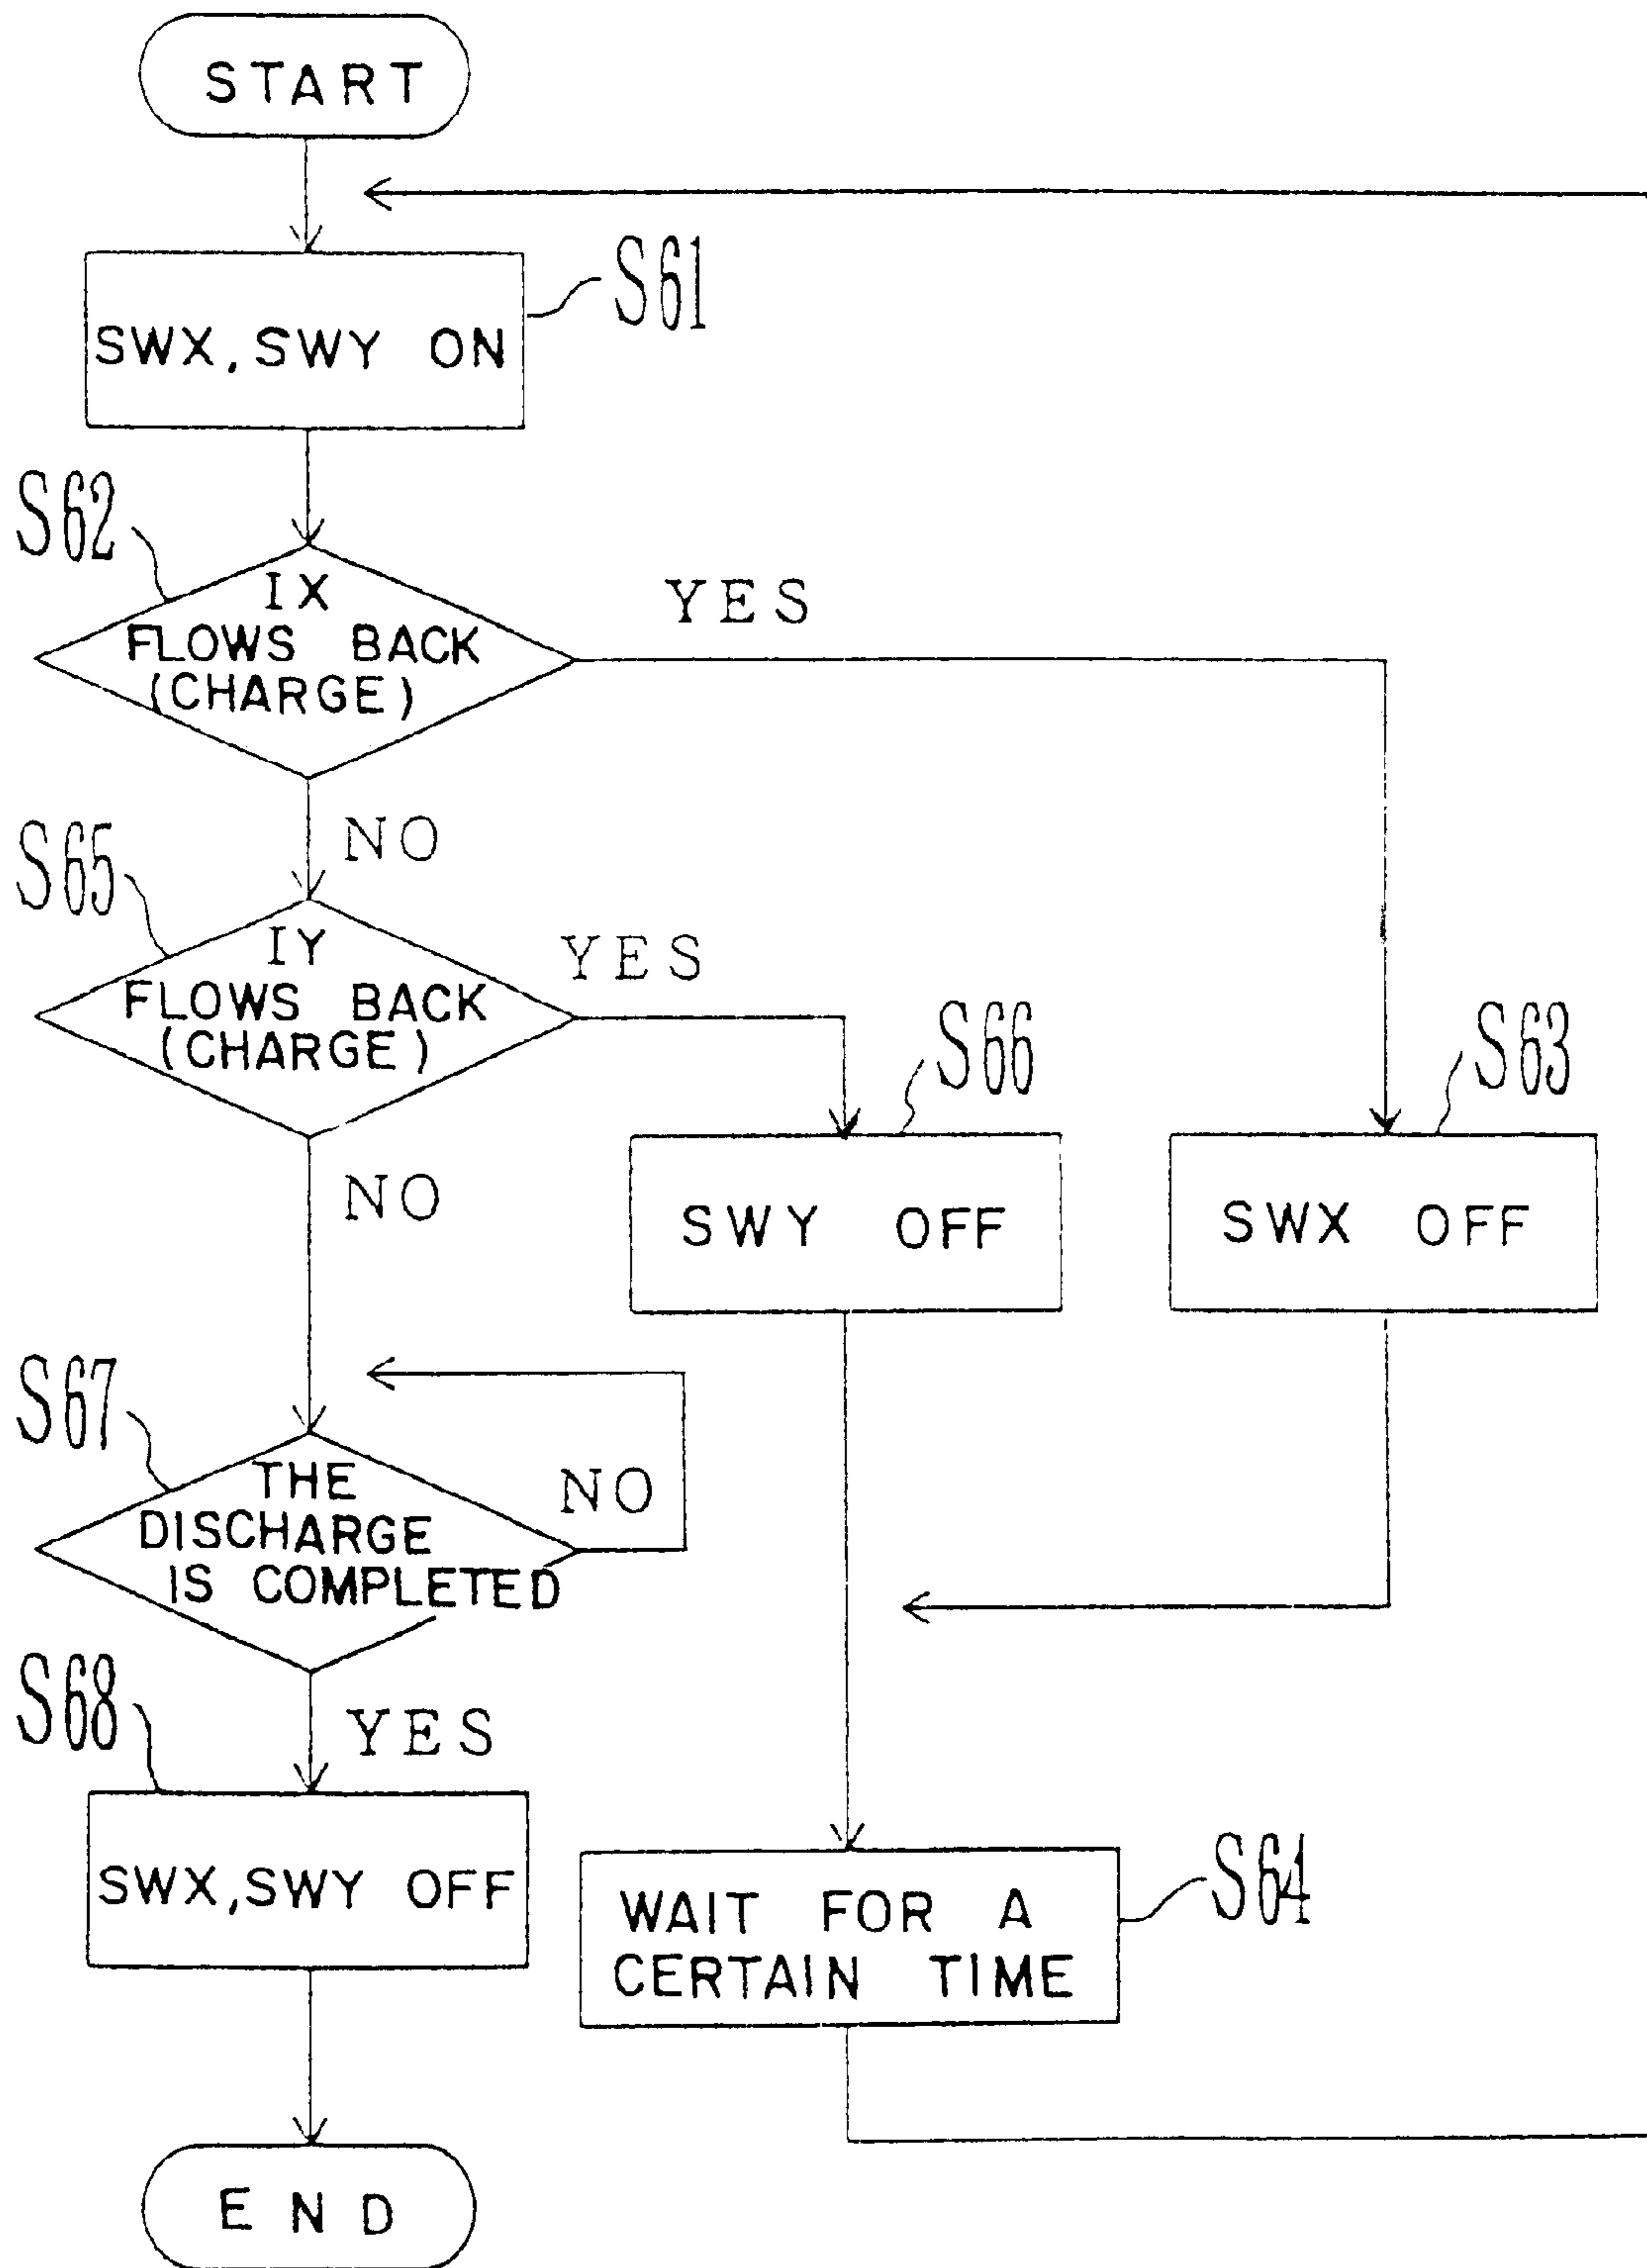 START
S61
SWX, SWY ON
S62
IX
FLOWS BACK
(CHARGE)
YES
NO
S65
IY
FLOWS BACK
(CHARGE)
YES
NO
S66
SWY OFF
S63
SWX OFF
S67
THE
DISCHARGE
IS COMPLETED
NO
YES
S68
SWX, SWY OFF
S64
WAIT FOR A
CERTAIN TIME
END